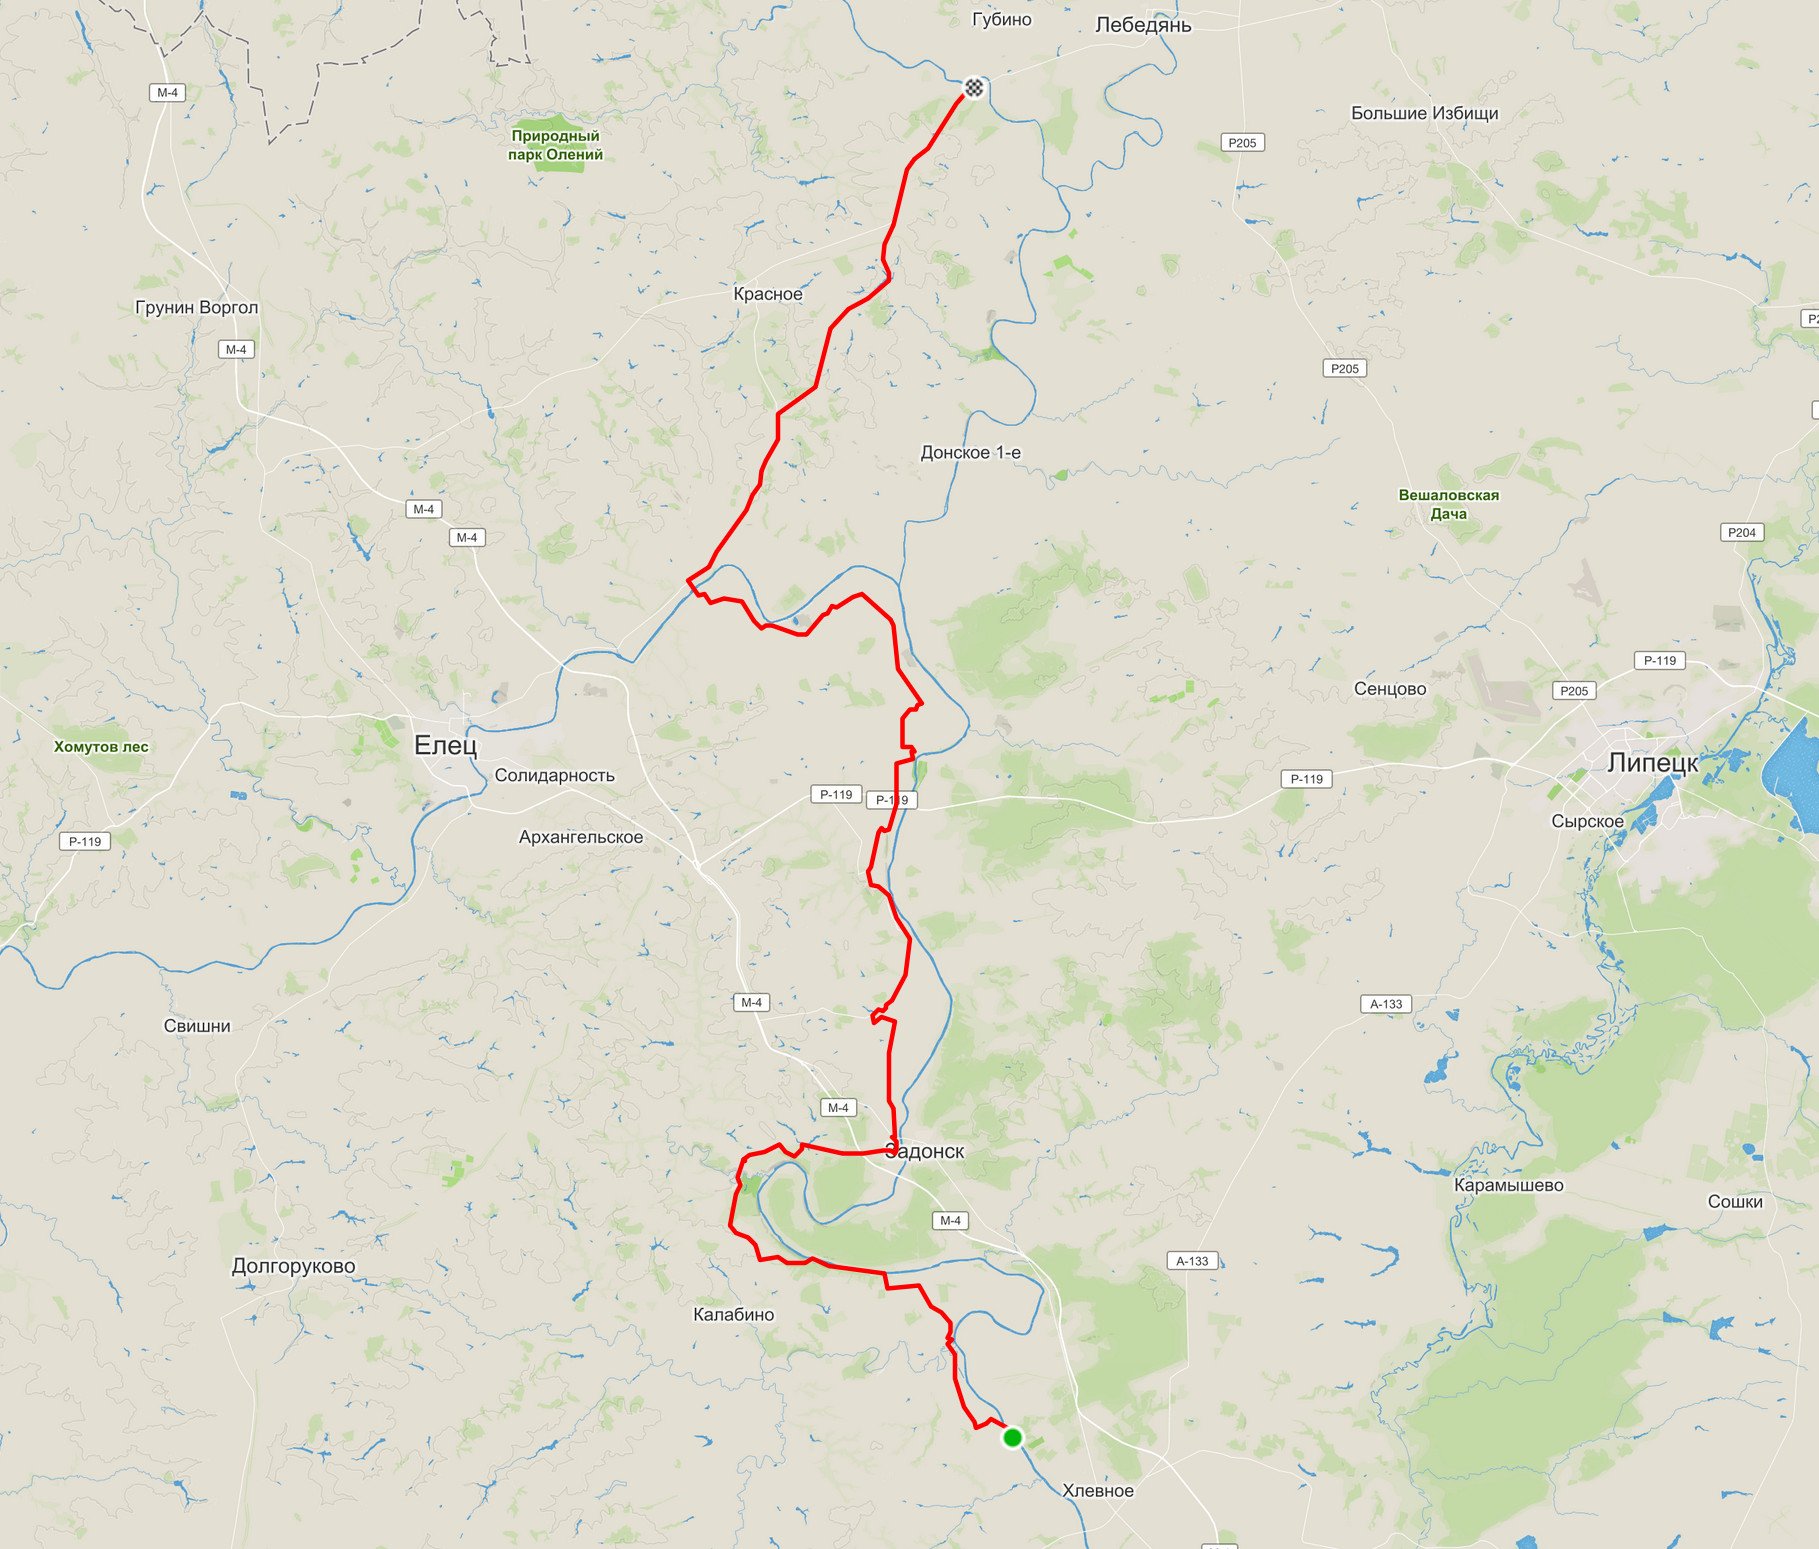 Губино
Лебедянь
М-4
Большие Избищи
Природный
парк Олений
Р205
Красное
Грунин Воргол
М-4
Р205
Донское 1-е
Вешаловская
Дача
М-4
Р204
М-4
Р-119
Сенцово
Р205
Хомутов лес
Елец
Липецк
Солидарность
Р-119
Р-119
Р-119
Сырское
Архангельское
Р-119
М-4
А-133
Свишни
М-4
Задонск
Карамышево
Сошки
М-4
А-133
Долгоруково
Калабино
Хлевное